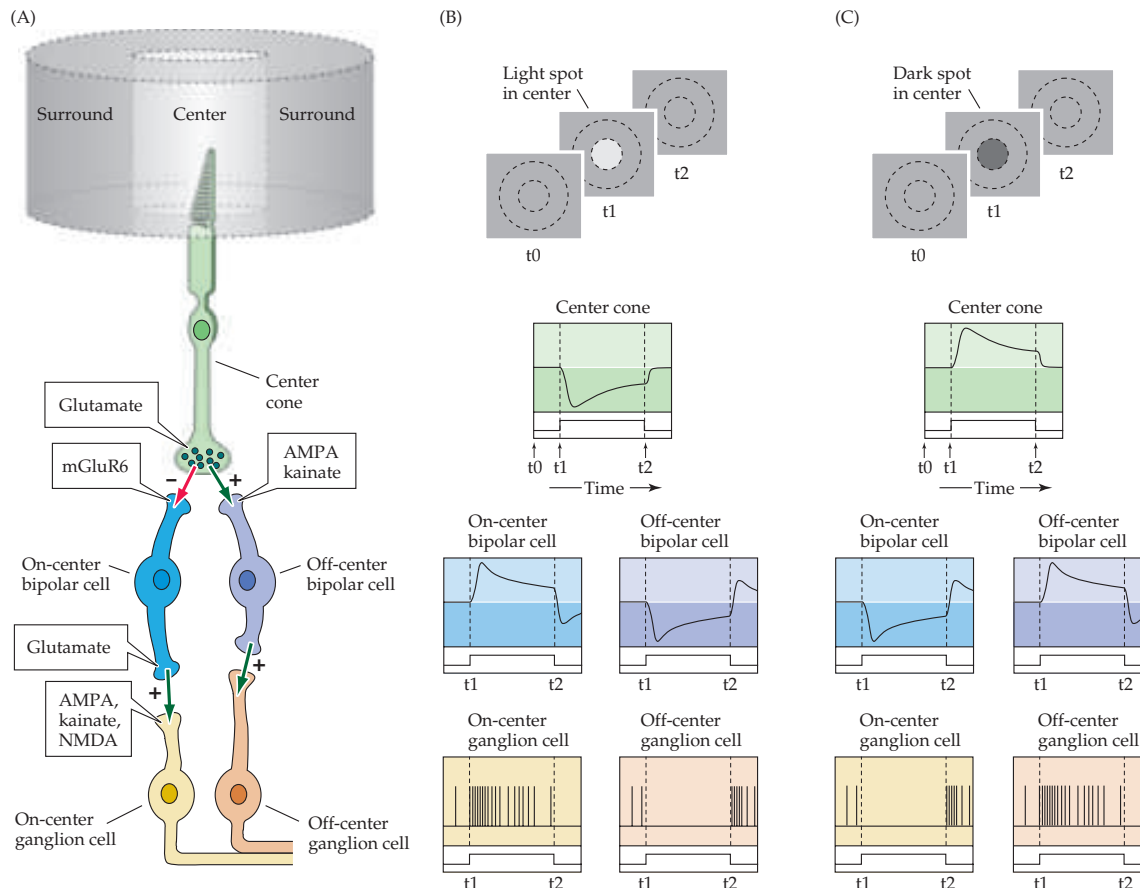 (A)
Surround
Center
Surround
Center
cone
Glutamate
mGluR6
AMPA
kainate
–
+
On-center
bipolar cell
Off-center
bipolar cell
Glutamate
+
+
AMPA,
kainate,
NMDA
On-center
ganglion cell
Off-center
ganglion cell
(B)
Light spot
in center
t0
t1
t2
Center cone
t0
t1
t2
Time
On-center
bipolar cell
t1
t2
Off-center
bipolar cell
t1
t2
On-center
ganglion cell
t1
t2
Off-center
ganglion cell
t1
t2
(C)
Dark spot
in center
t0
t1
t2
Center cone
t0
t1
t2
Time
On-center
bipolar cell
t1
t2
Off-center
bipolar cell
t1
t2
On-center
ganglion cell
t1
t2
Off-center
ganglion cell
t1
t2